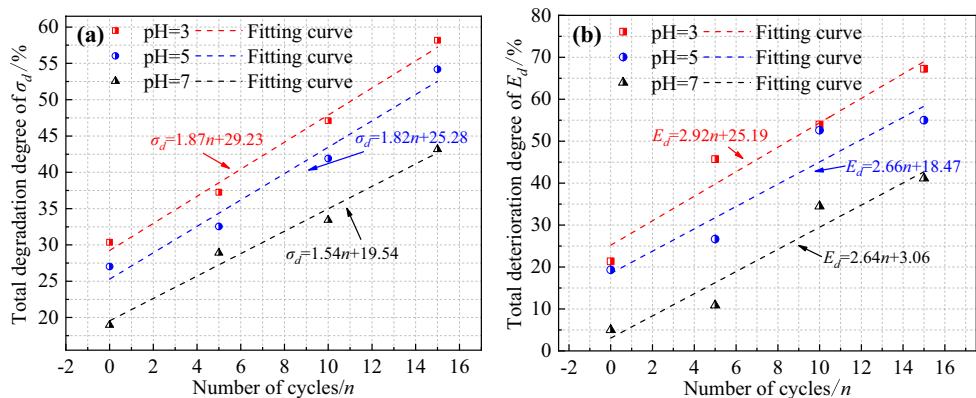 (a)
pH=3 Fitting curve
pH=5 Fitting curve
pH=7 Fitting curve
σd=1.87n+29.23
σd=1.82n+25.28
σd=1.54n+19.54
Total degradation degree of σd/%
60
55
50
45
40
35
30
25
20
-2 0 2 4 6 8 10 12 14 16
Number of cycles/n
(b)
pH=3 Fitting curve
pH=5 Fitting curve
pH=7 Fitting curve
Ed=2.92n+25.19
Ed=2.66n+18.47
Ed=2.64n+3.06
Total deterioration degree of Ed/%
80
70
60
50
40
30
20
10
0
-2 0 2 4 6 8 10 12 14 16
Number of cycles/n